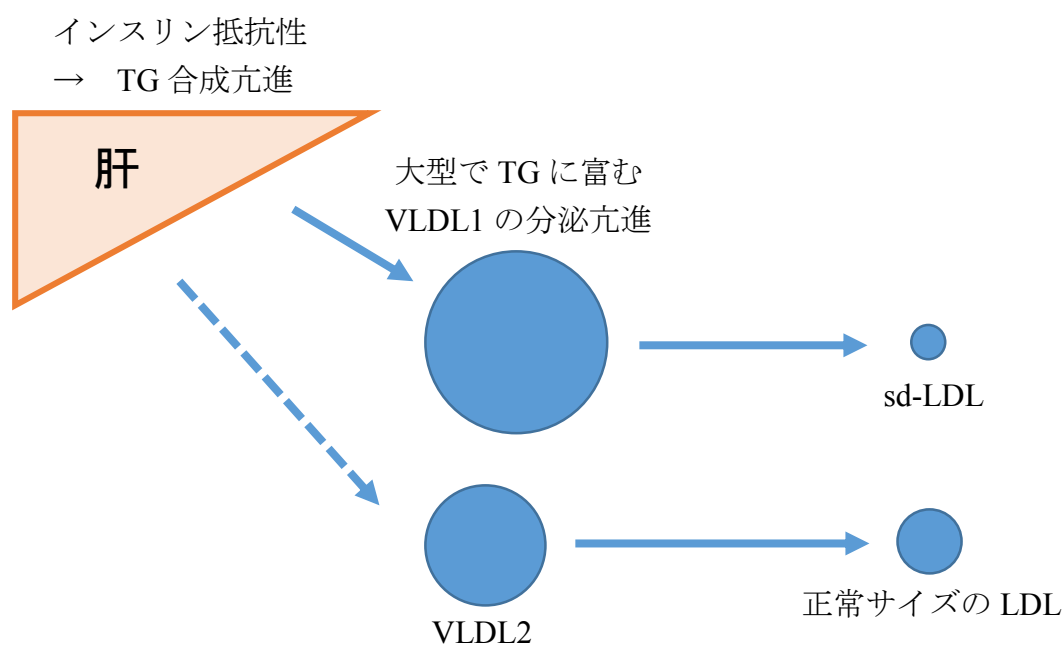 インスリン抵抗性
→ TG 合成亢進
肝
大型で TG に富む
VLDL1 の分泌亢進
sd-LDL
VLDL2
正常サイズの LDL